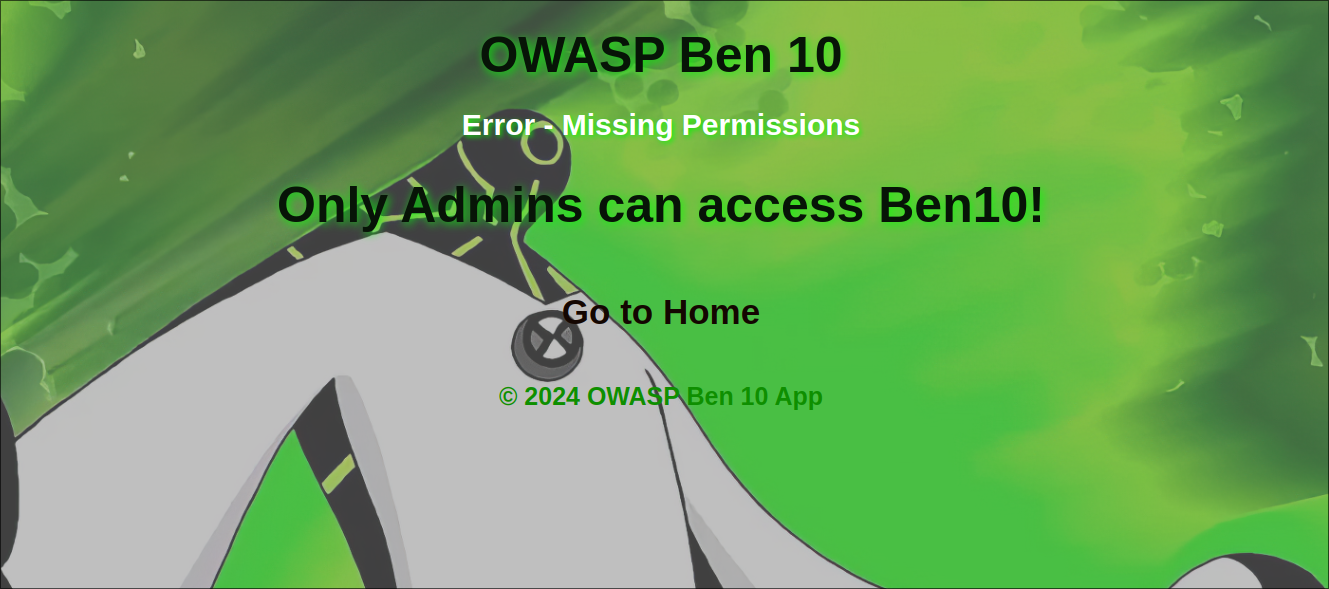 OWASP Ben 10
Error - Missing Permissions
Only Admins can access Ben10!
Go to Home
© 2024 OWASP Ben 10 App